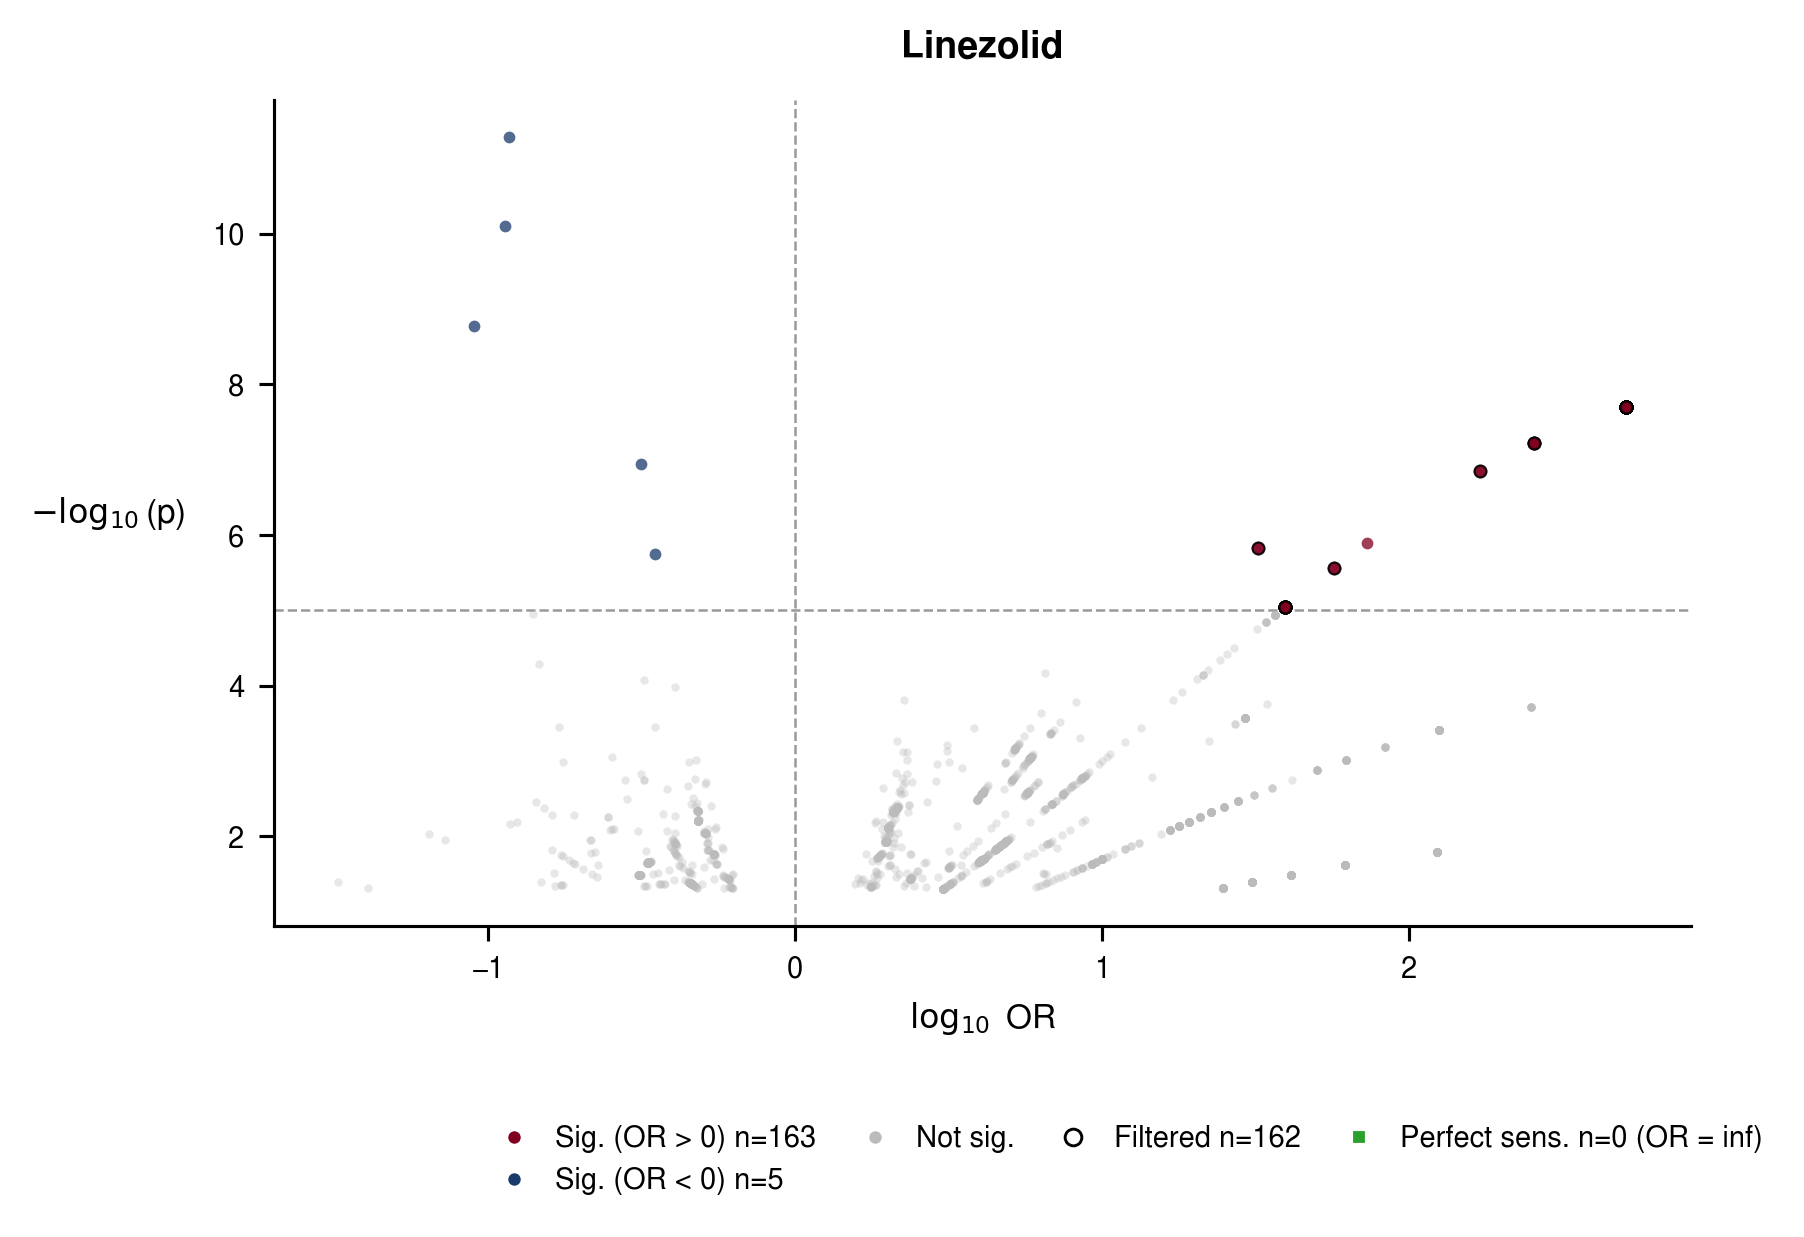 Linezolid
10
8
6
4
2
−log₁₀ (p)
−1 0 1 2
log₁₀ OR
Sig. (OR > 0) n=163 Not sig. Filtered n=162 Perfect sens. n=0 (OR = inf)
Sig. (OR < 0) n=5